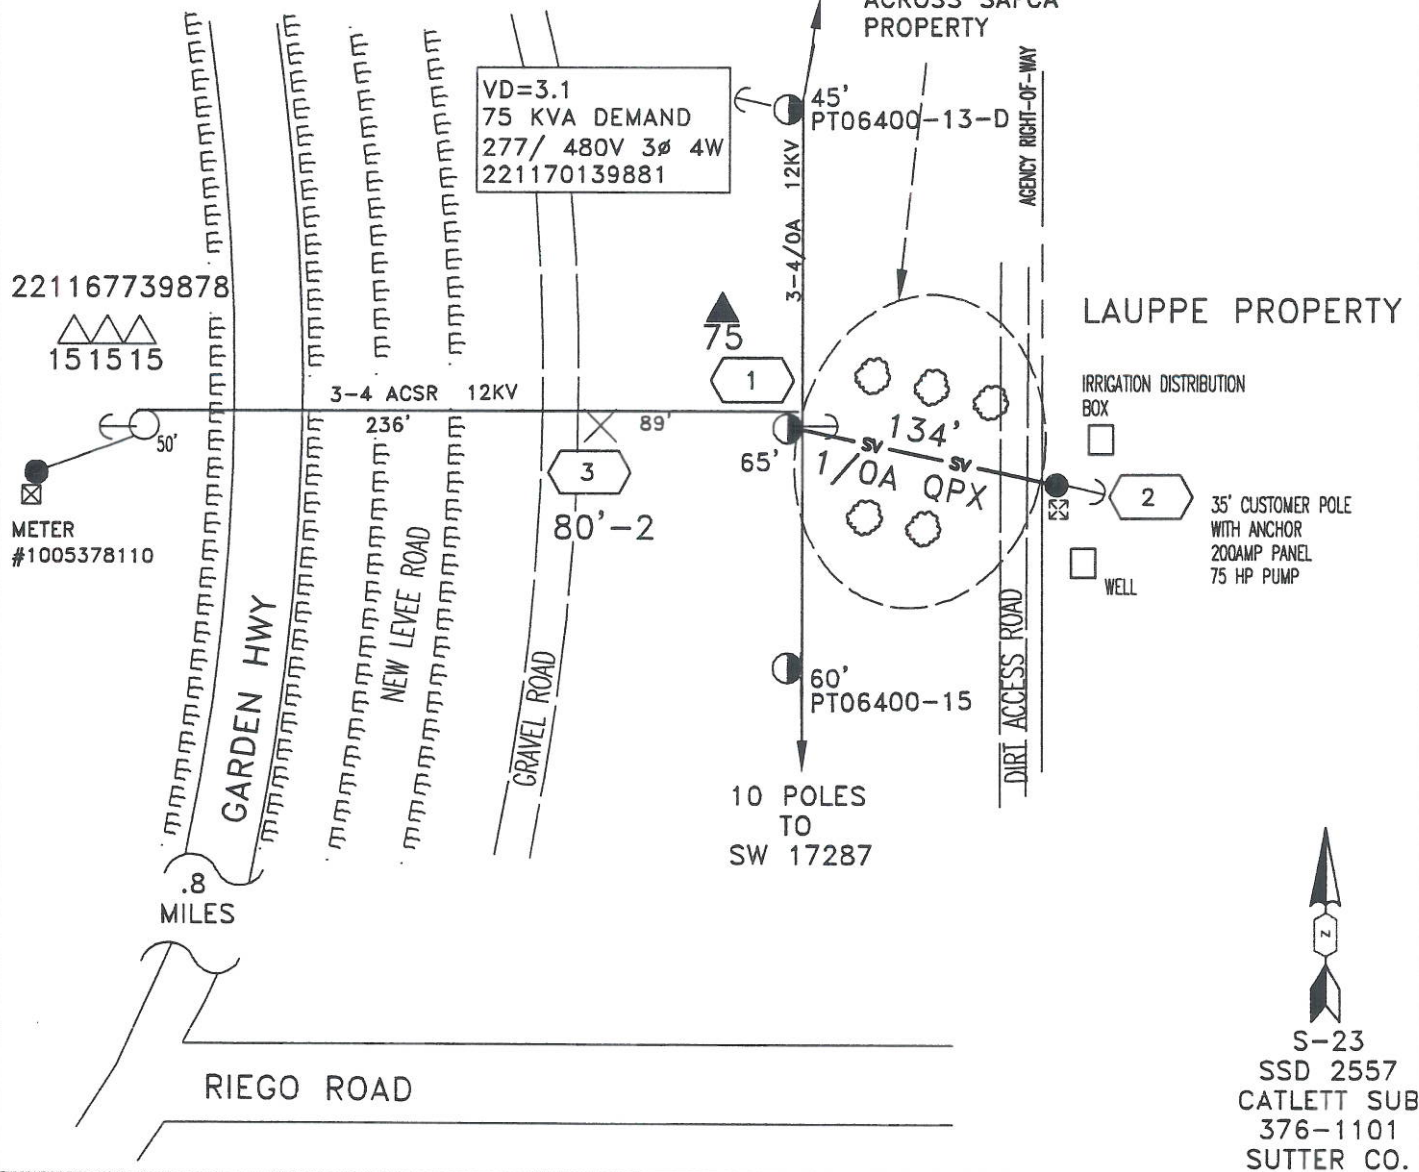 ACROSS SAFCA
PROPERTY
VD=3.1
75 KVA DEMAND
277/ 480V 3ø 4W
221170139881
45'
PT06400-13-D
AGENCY RIGHT-OF-WAY
3-4/0A 12KV
221167739878
15 15 15
75
1
LAUPPE PROPERTY
IRRIGATION DISTRIBUTION
BOX
3-4 ACSR 12KV
236'
89'
50'
65'
134'
SV
SV
1/0A QPX
3
80'-2
2
35' CUSTOMER POLE
WITH ANCHOR
200AMP PANEL
75 HP PUMP
METER
#1005378110
WELL
GARDEN HWY
NEW LEVEE ROAD
GRAVEL ROAD
DIRT ACCESS ROAD
60'
PT06400-15
10 POLES
TO
SW 17287
.8
MILES
RIEGO ROAD
N
S-23
SSD 2557
CATLETT SUB
376-1101
SUTTER CO.